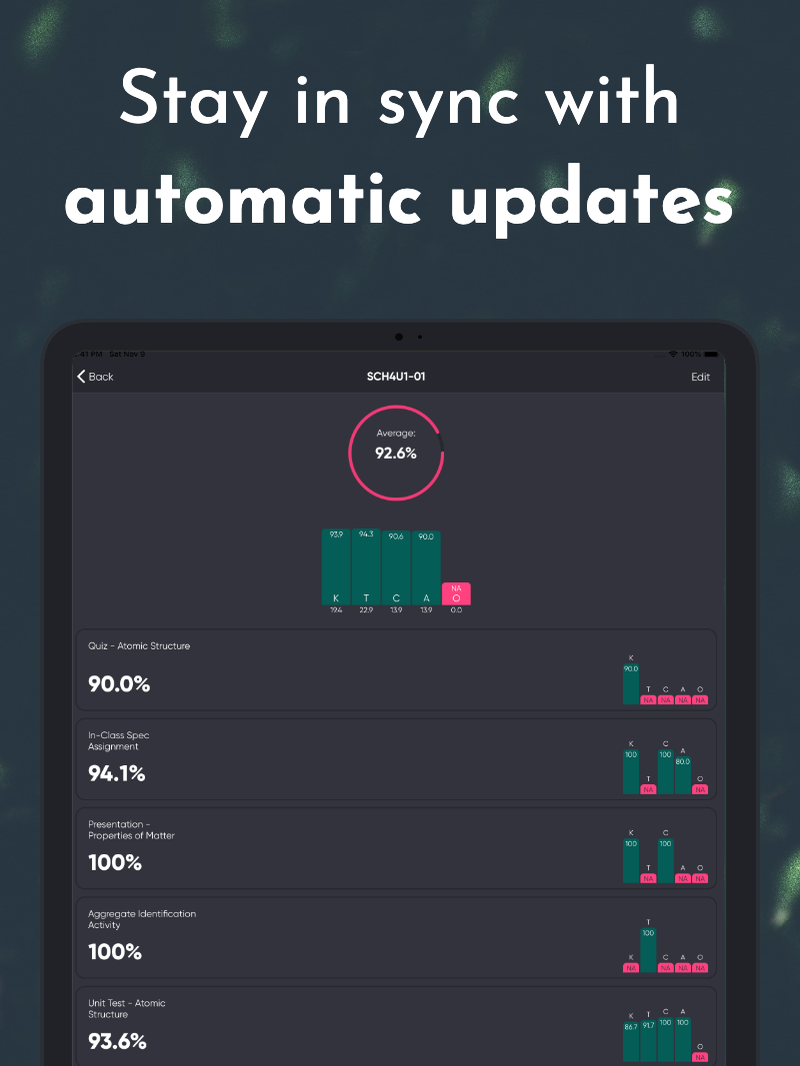 Stay in sync with
automatic updates
41 PM Sat Nov 9 100%
Back SCH4U1-01 Edit
Average:
92.6%
93.9 94.3 90.6 90.0
NA
K T C A O
19.4 22.9 13.9 13.9 0.0
Quiz - Atomic Structure
90.0%
K
90.0
T C A O
NA NA NA NA
In-Class Spec
Assignment
94.1%
K C
A
100 100
80.0
T O
NA NA
Presentation -
Properties of Matter
100%
K C
100 100
T A O
NA NA NA
Aggregate Identification
Activity
100%
T
100
K C A O
NA NA NA NA
Unit Test - Atomic
Structure
93.6%
K T C A
86.7 91.7 100 100
O
NA